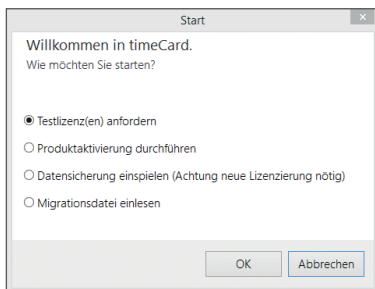 Start
Willkommen in timeCard.
Wie möchten Sie starten?
Testlizenz(en) anfordern
Produktaktivierung durchführen
Datensicherung einspielen (Achtung neue Lizenzierung nötig)
Migrationsdatei einlesen
OK
Abbrechen